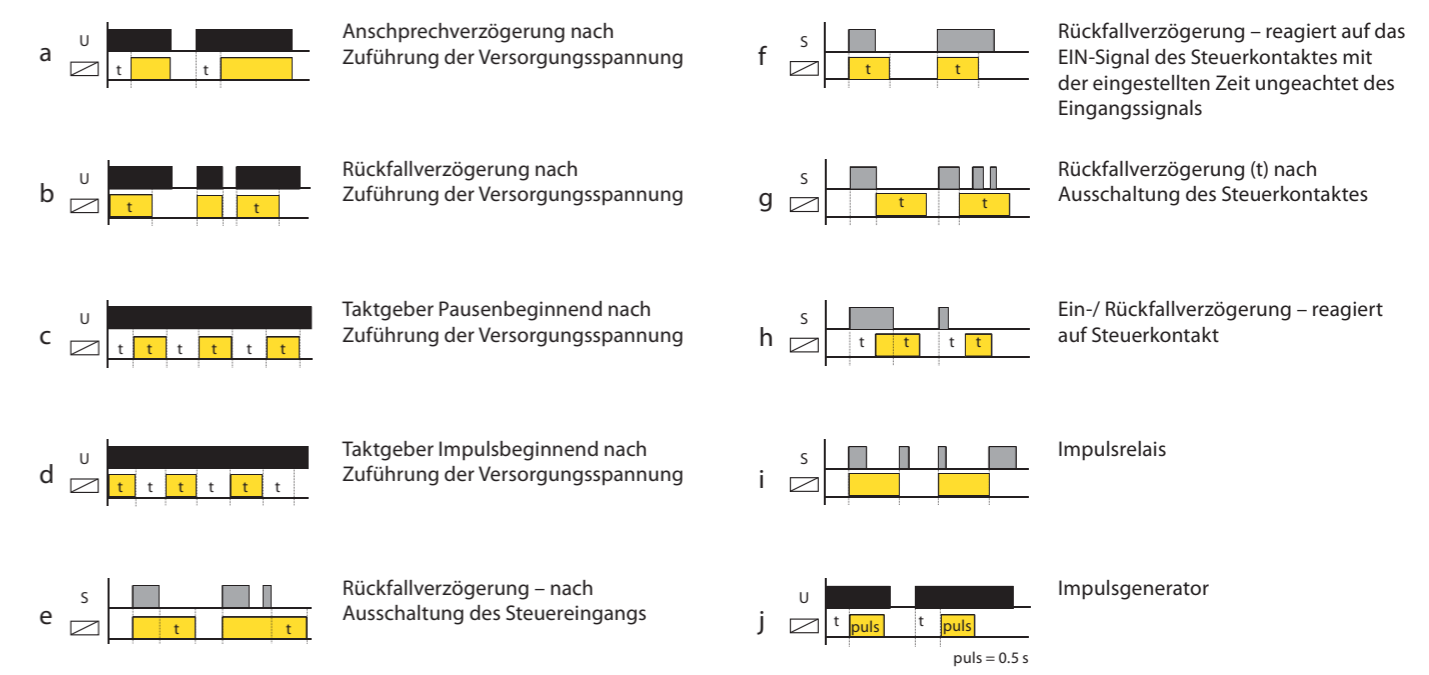 a
U
t
t
Anschprechverzögerung nach
Zuführung der Versorgungsspannung
b
U
t
t
Rückfallverzögerung nach
Zuführung der Versorgungsspannung
c
U
t t t t t t
Taktgeber Pausenbeginnend nach
Zuführung der Versorgungsspannung
d
U
t t t t t t
Taktgeber Impulsbeginnend nach
Zuführung der Versorgungsspannung
e
S
t
t
Rückfallverzögerung – nach
Ausschaltung des Steuereingangs
f
S
t
t
Rückfallverzögerung – reagiert auf das
EIN-Signal des Steuerkontaktes mit
der eingestellten Zeit ungeachtet des
Eingangssignals
g
S
t
t
Rückfallverzögerung (t) nach
Ausschaltung des Steuerkontaktes
h
S
t t t t
Ein-/ Rückfallverzögerung – reagiert
auf Steuerkontakt
i
S
Impulsrelais
j
U
t puls t puls
puls = 0.5 s
Impulsgenerator